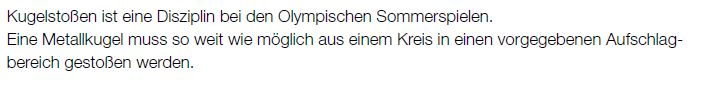 Kugelstoßen ist eine Disziplin bei den Olympischen Sommerspielen.
Eine Metallkugel muss so weit wie möglich aus einem Kreis in einen vorgegebenen Aufschlag-
bereich gestoßen werden.